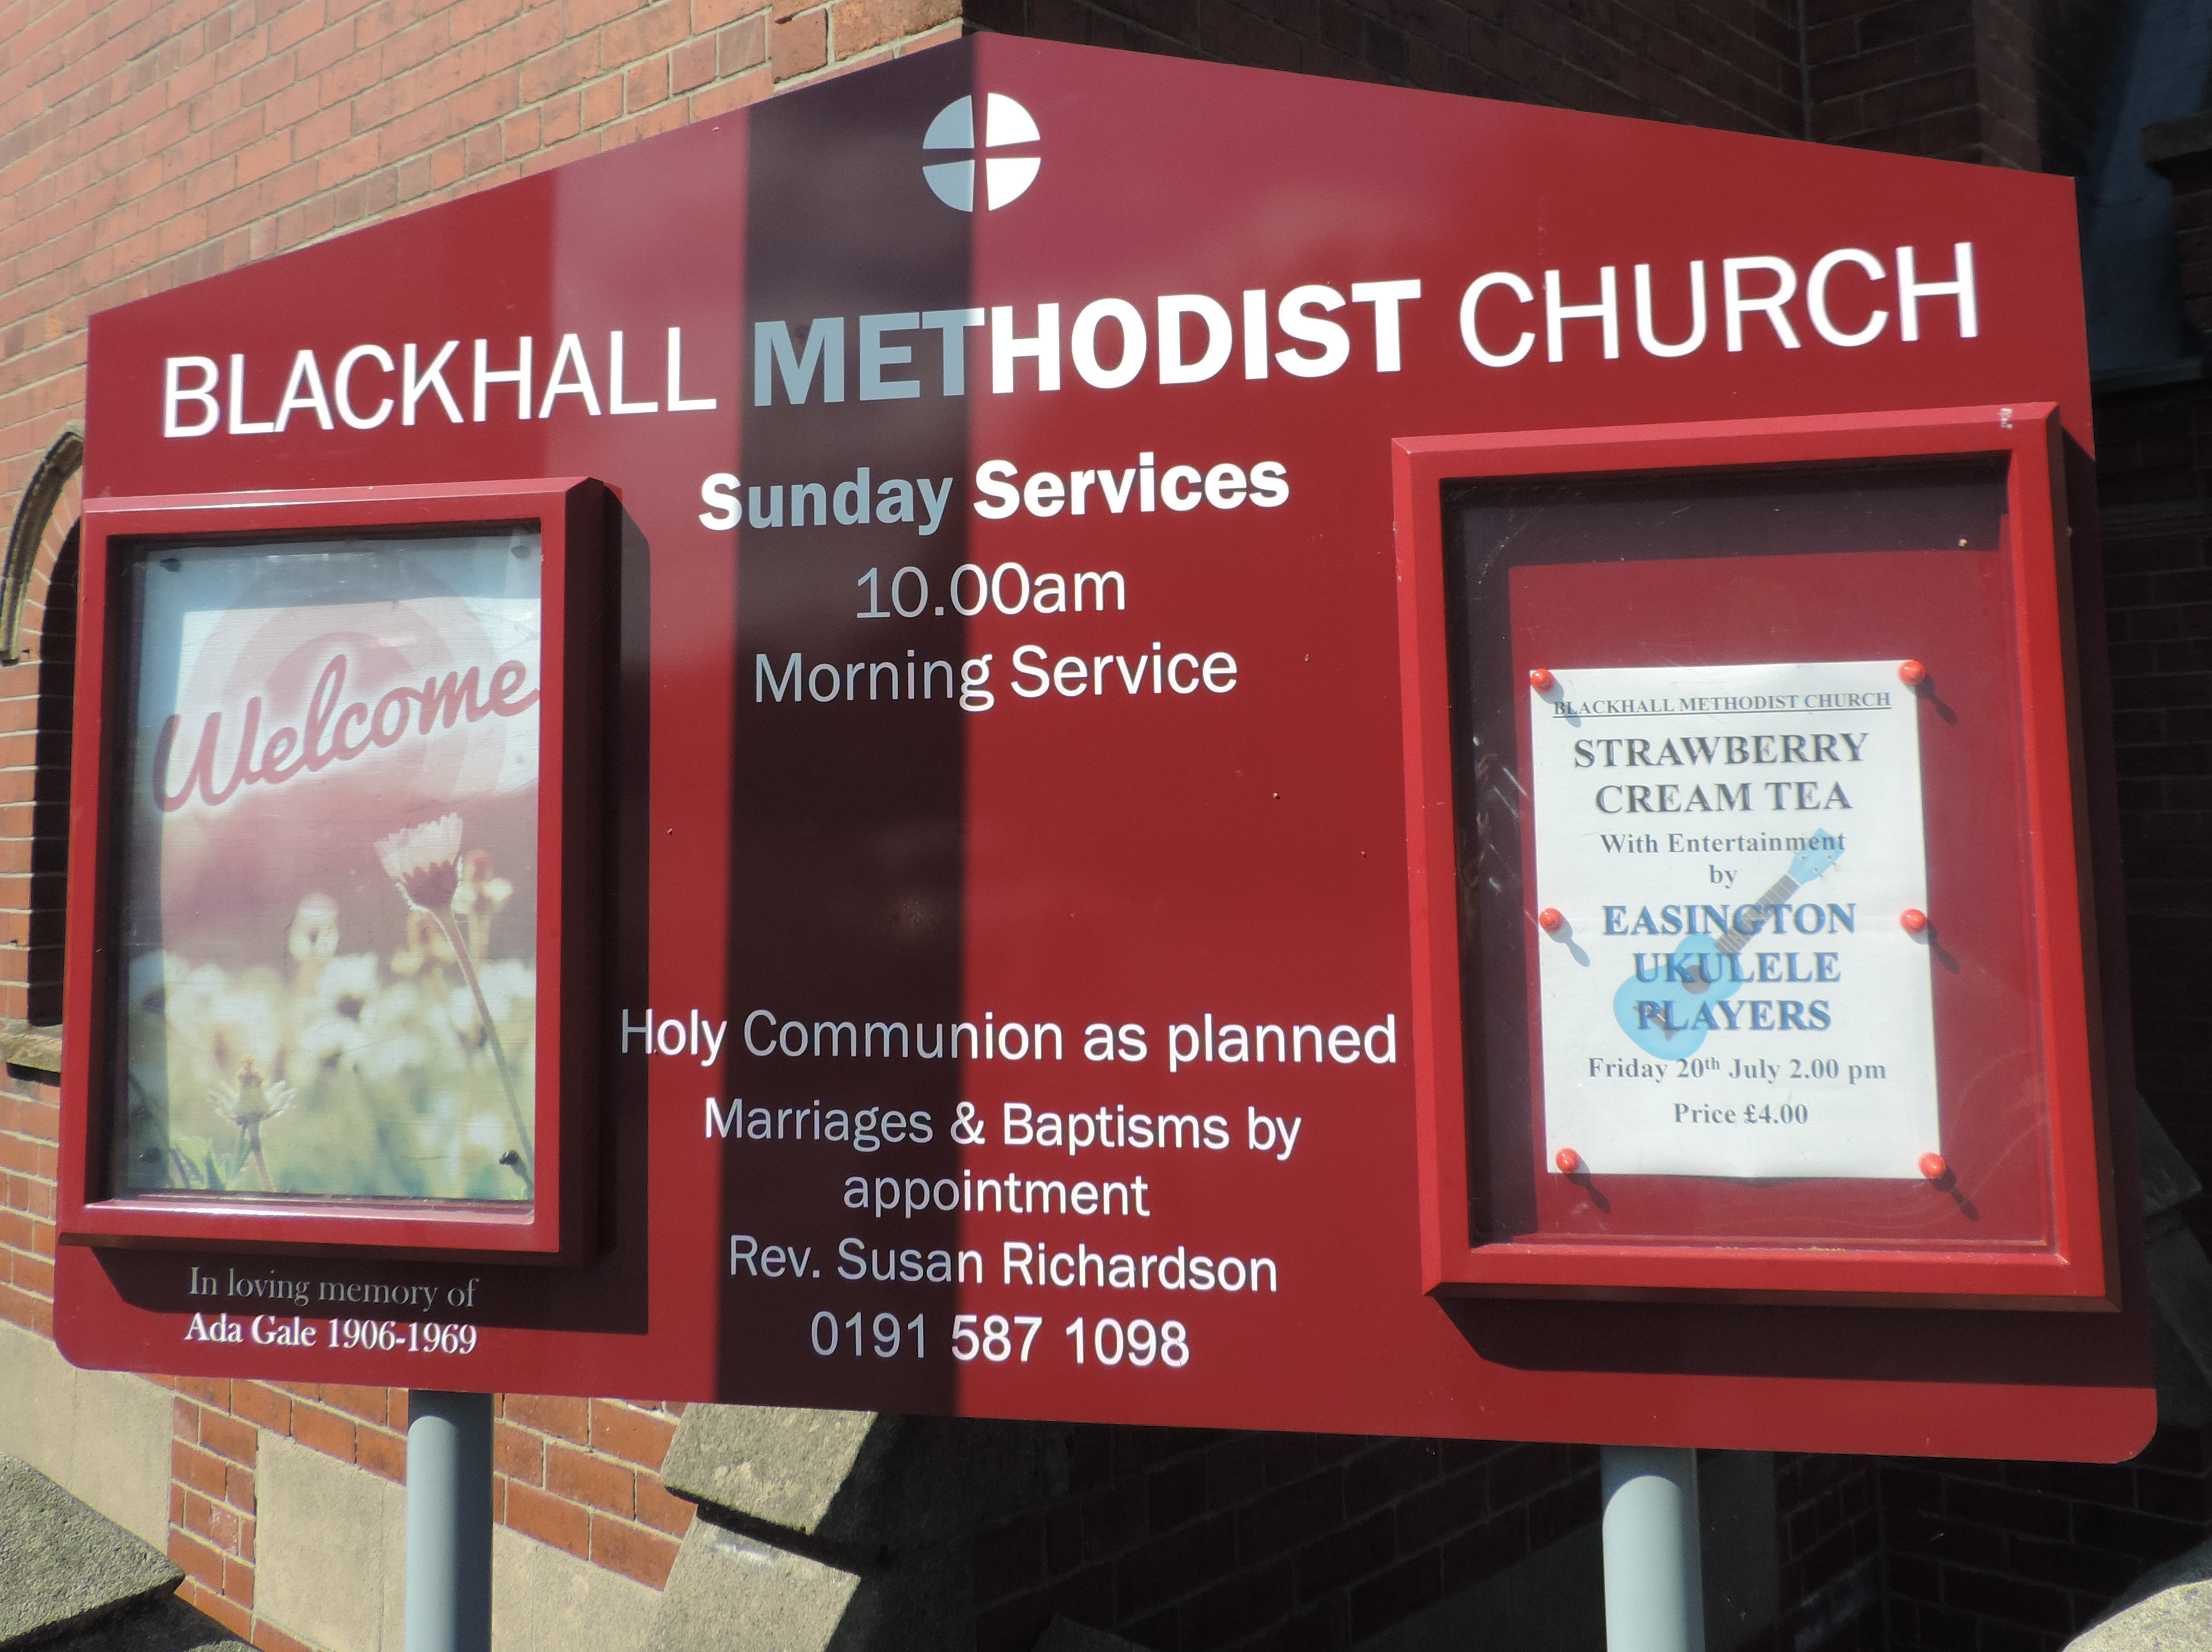 BLACKHALL METHODIST CHURCH
Sunday Services
10.00am
Morning Service
Holy Communion as planned
Marriages & Baptisms by
appointment
Rev. Susan Richardson
0191 587 1098
Welcome
In loving memory of
Ada Gale 1906-1969
BLACKHALL METHODIST CHURCH
STRAWBERRY
CREAM TEA
With Entertainment
by
EASINGTON
UKULELE
PLAYERS
Friday 20th July 2.00 pm
Price £4.00